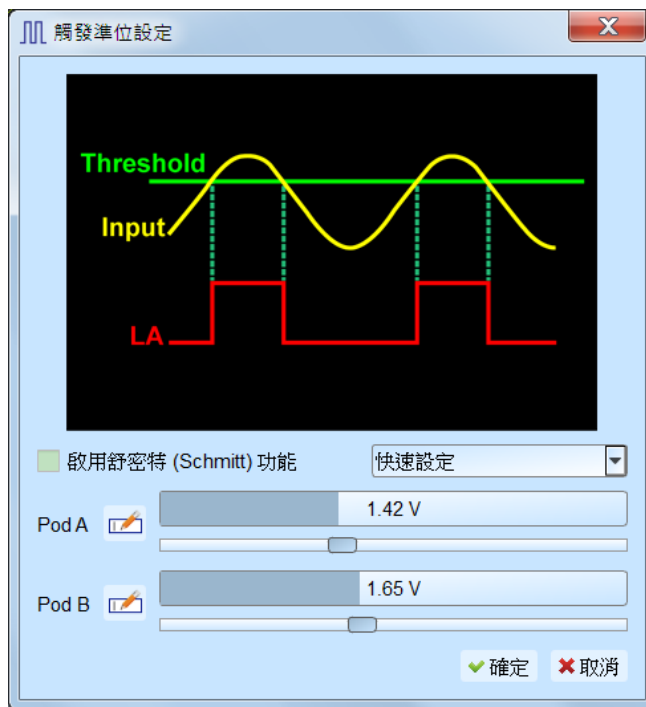 觸發準位設定
Threshold
Input
LA
啟用舒密特 (Schmitt) 功能
快速設定
Pod A
1.42 V
Pod B
1.65 V
確定
取消